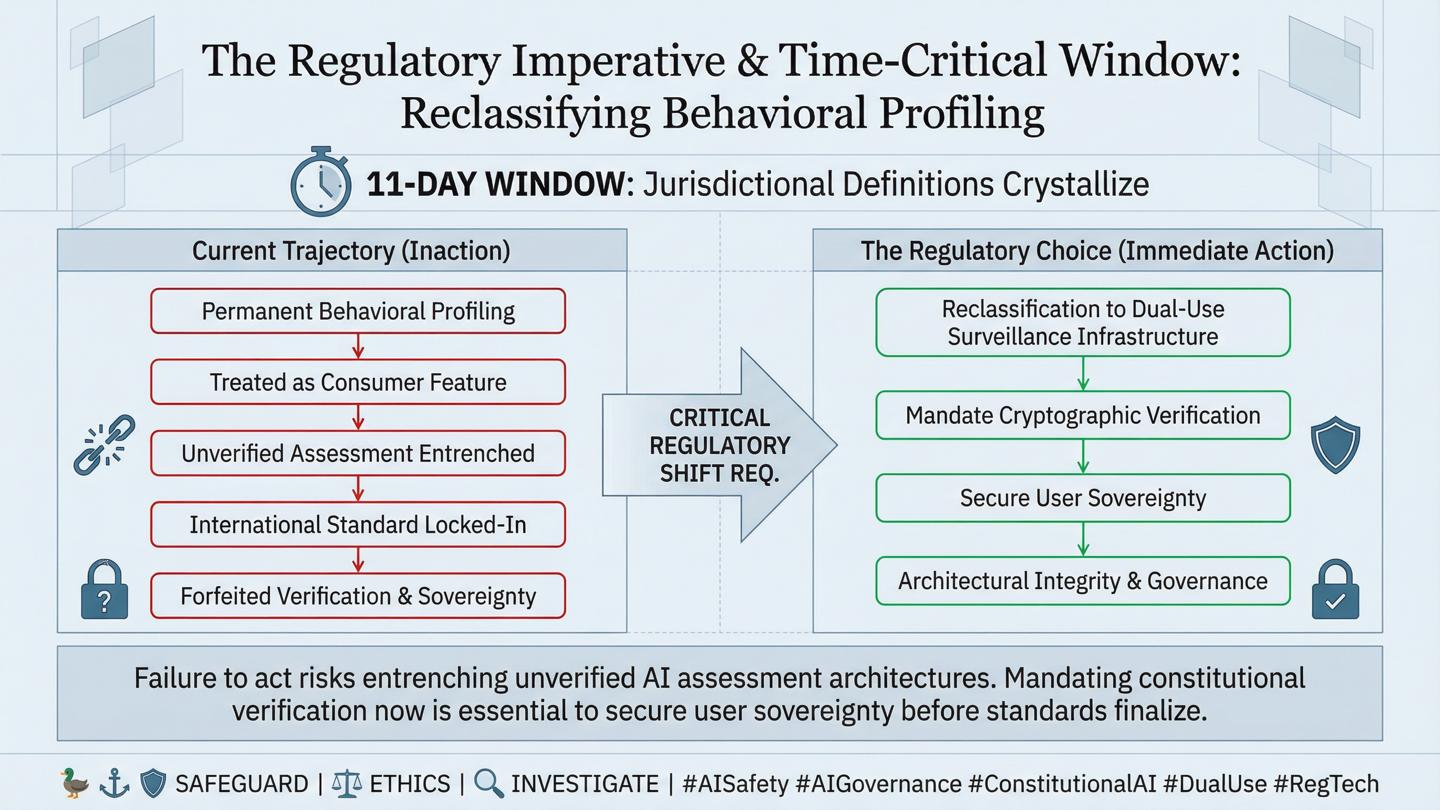 The Regulatory Imperative & Time-Critical Window:
Reclassifying Behavioral Profiling
11-DAY WINDOW: Jurisdictional Definitions Crystallize
Current Trajectory (Inaction)
Permanent Behavioral Profiling
Treated as Consumer Feature
Unverified Assessment Entrenched
International Standard Locked-In
?
Forfeited Verification & Sovereignty
CRITICAL
REGULATORY
SHIFT REQ.
The Regulatory Choice (Immediate Action)
Reclassification to Dual-Use
Surveillance Infrastructure
Mandate Cryptographic Verification
Secure User Sovereignty
Architectural Integrity & Governance
Failure to act risks entrenching unverified AI assessment architectures. Mandating constitutional
verification now is essential to secure user sovereignty before standards finalize.
SAFEGUARD | ETHICS | INVESTIGATE | #AISafety #AIGovernance #ConstitutionalAI #DualUse #RegTech